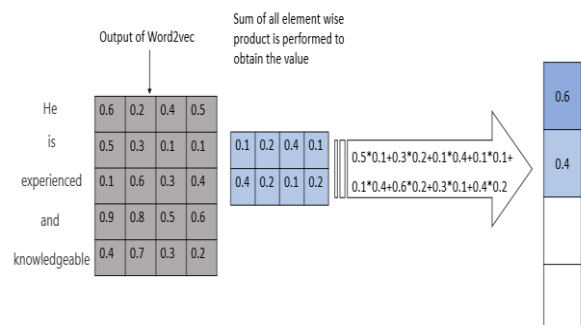 Sum of all element wise
product is performed to
obtain the value
Output of Word2vec
He 0.6 0.2 0.4 0.5
is 0.5 0.3 0.1 0.1
experienced 0.1 0.6 0.3 0.4
and 0.9 0.8 0.5 0.6
knowledgeable 0.4 0.7 0.3 0.2
0.1 0.2 0.4 0.1
0.4 0.2 0.1 0.2
0.5*0.1+0.3*0.2+0.1*0.4+0.1*0.1+
0.1*0.4+0.6*0.2+0.3*0.1+0.4*0.2
0.6
0.4